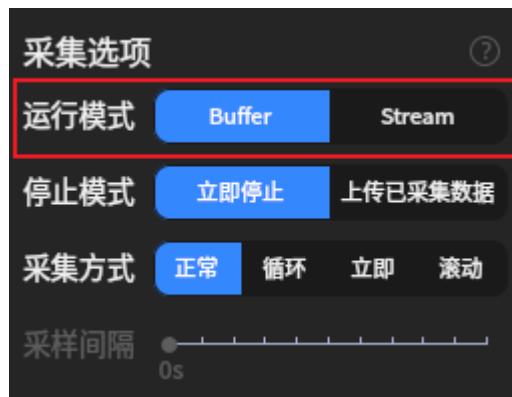 采集选项 ?
运行模式 Buffer Stream
停止模式 立即停止 上传已采集数据
采集方式 正常 循环 立即 滚动
采样间隔
0s